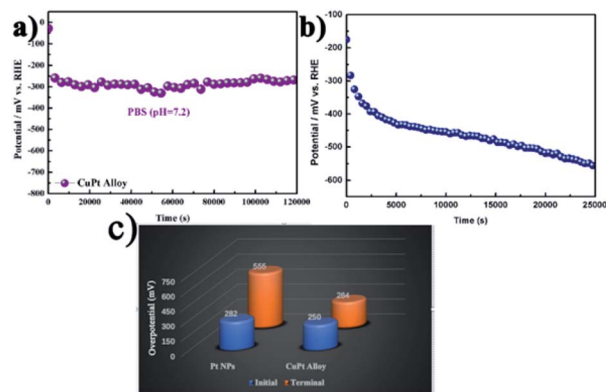 a)
0
-100
-200
-300
-400
-500
-600
-700
-800
Potential / mV vs. RHE
PBS (pH=7.2)
CuPt Alloy
0 20000 40000 60000 80000 100000 120000
Time (s)
b)
-100
-200
-300
-400
-500
-600
Potential / mV vs. RHE
0 5000 10000 15000 20000 25000
Time (s)
c)
Overpotential (mV)
750
600
450
300
150
0
282
556
250
264
Pt NPs CuPt Alloy
Initial Terminal